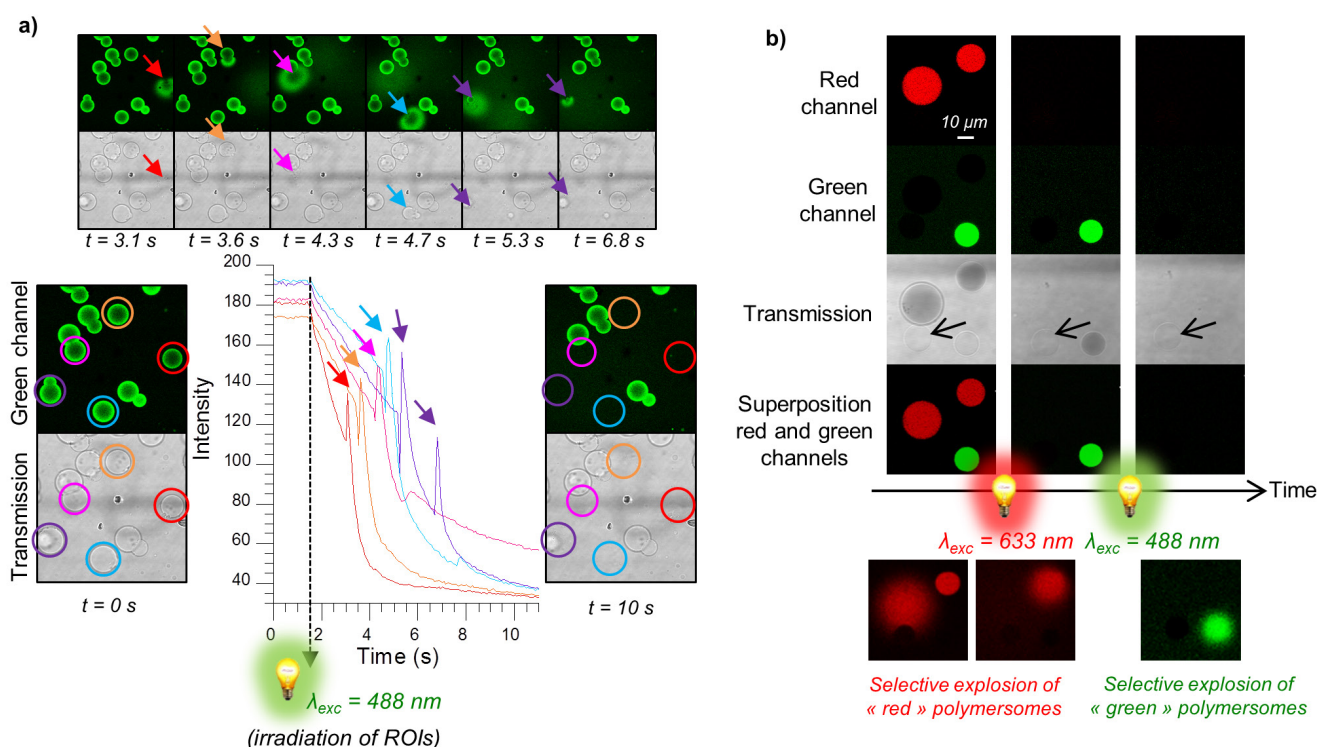 a)
t = 3.1 s t = 3.6 s t = 4.3 s t = 4.7 s t = 5.3 s t = 6.8 s
Green channel
Transmission
t = 0 s
Intensity
200
180
160
140
120
100
80
60
40
0 2 4 6 8 10
Time (s)
λexc = 488 nm
(irradiation of ROIs)
t = 10 s
b)
Red
channel
10 µm
Green
channel
Transmission
Superposition
red and green
channels
Time
λexc = 633 nm λexc = 488 nm
Selective explosion of
« red » polymersomes
Selective explosion of
« green » polymersomes